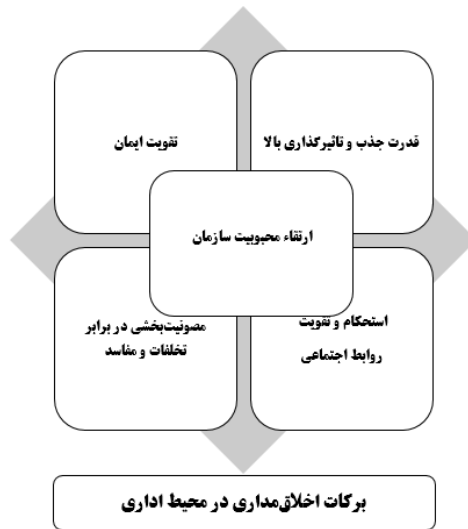 قدرت جذب و تاثیرگذاری بالا
تقویت ایمان
ارتقاء محبوبیت سازمان
استحکام و تقویت
روابط اجتماعی
مصونیت‌بخشی در برابر
تخلفات و مفاسد
برکات اخلاق‌مداری در محیط اداری